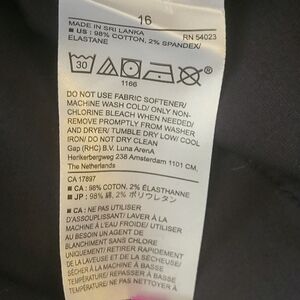 16
MADE IN SRI LANKA
RN 54023
■ US : 98% COTTON, 2% SPANDEX/
ELASTANE
30
1166
DO NOT USE FABRIC SOFTENER/
MACHINE WASH COLD/ ONLY NON-
CHLORINE BLEACH WHEN NEEDED/
REMOVE PROMPTLY FROM WASHER
AND DRYER/ TUMBLE DRY LOW/ COOL
IRON/ DO NOT DRY CLEAN
Gap (RHC) B.V. Luna ArenA
Herikerbergweg 238 Amsterdam 1101 CM,
The Netherlands
CA 17897
■ CA : 98% COTON, 2% ÉLASTHANNE
■ JP : 98% 綿, 2% ポリウレタン
■ CA : NE PAS UTILISER
D'ASSOUPLISSANT/ LAVER À LA
MACHINE À L'EAU FROIDE/ UTILISER
AU BESOIN UN AGENT DE
BLANCHIMENT SANS CHLORE
UNIQUEMENT/ RETIRER RAPIDEMENT
DE LA LAVEUSE ET DE LA SÉCHEUSE/
SÉCHER À LA MACHINE À BASSE
TEMPÉRATURE/ REPASSER À BASSE
TEMPÉRATURE/ NE PAS NETTOYER À